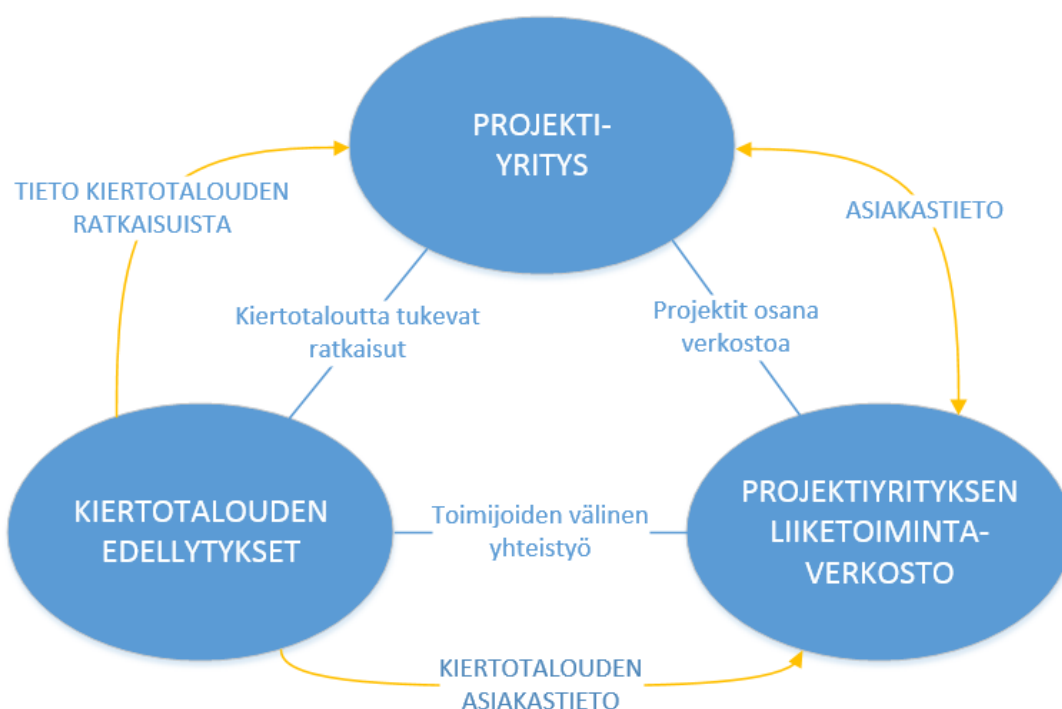 PROJEKTI-
YRITYS
TIETO KIERTOTALOUDEN
RATKAISUISTA
ASIAKASTIETO
Kiertotaloutta tukevat
ratkaisut
Projektit osana
verkostoa
KIERTOTALOUDEN
EDELLYTYKSET
Toimijoiden välinen
yhteistyö
PROJEKTIYRITYKSEN
LIIKETOIMINTA-
VERKOSTO
KIERTOTALOUDEN
ASIAKASTIETO